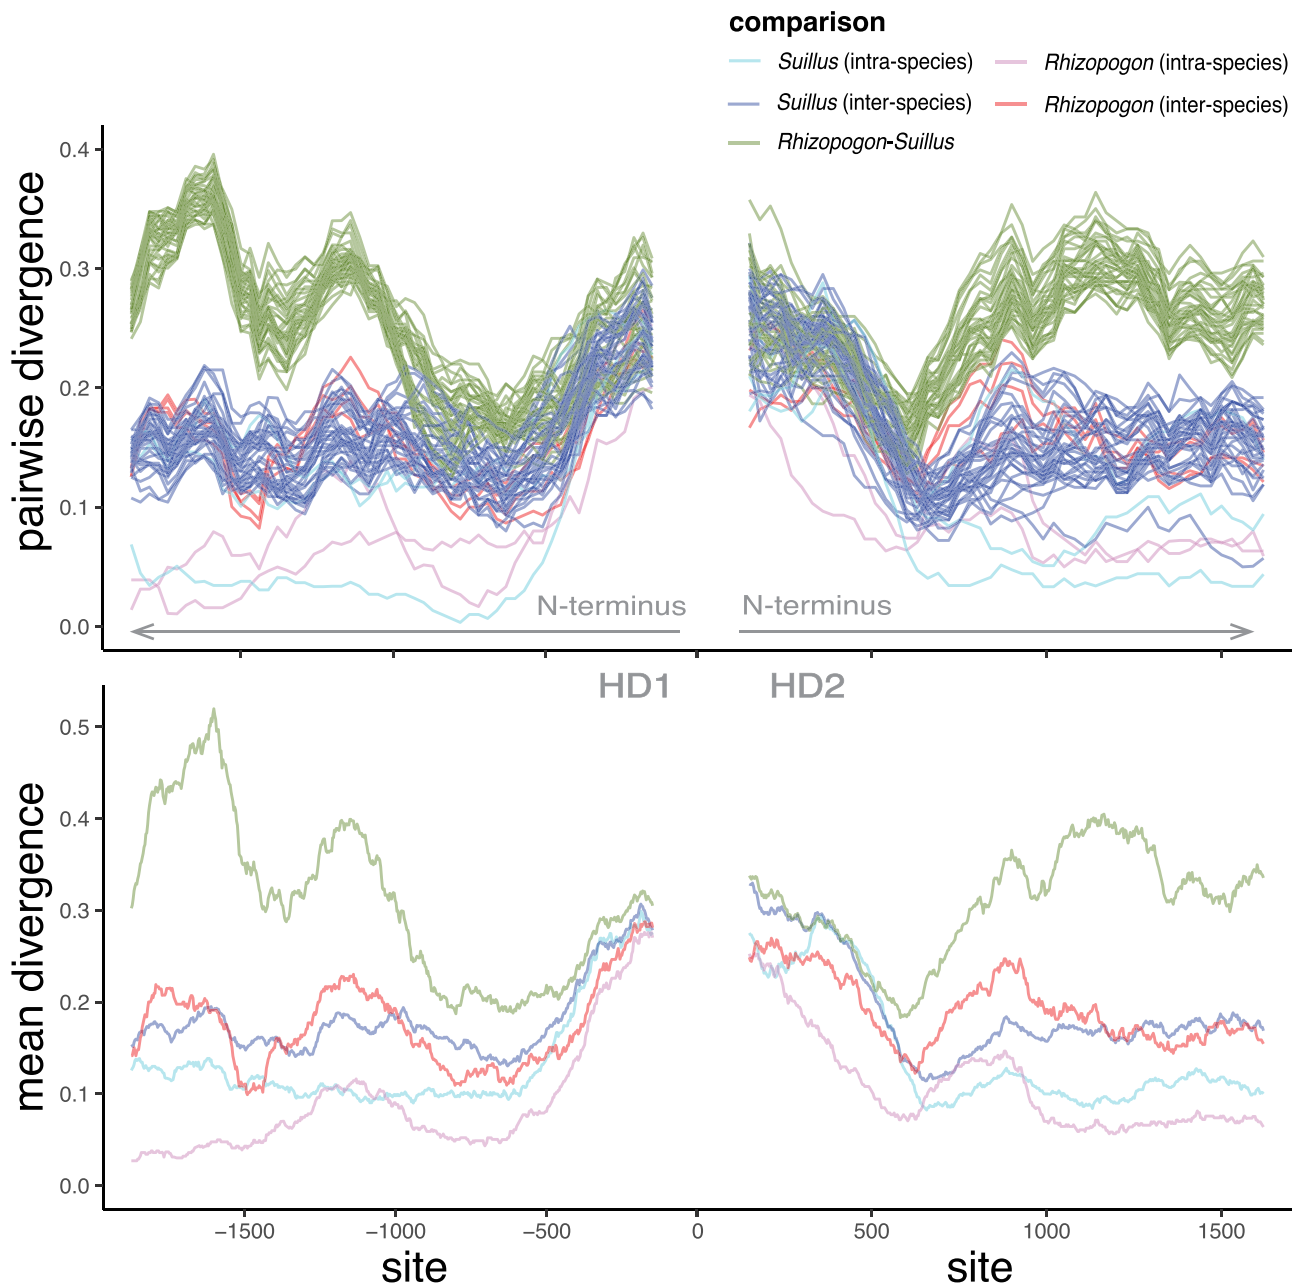 comparison
Suillus (intra-species)
Rhizopogon (intra-species)
Suillus (inter-species)
Rhizopogon (inter-species)
Rhizopogon-Suillus
pairwise divergence
0.4
0.3
0.2
0.1
0.0
N-terminus
N-terminus
HD1
HD2
mean divergence
0.5
0.4
0.3
0.2
0.1
0.0
−1500
−1000
−500
0
500
1000
1500
site
site